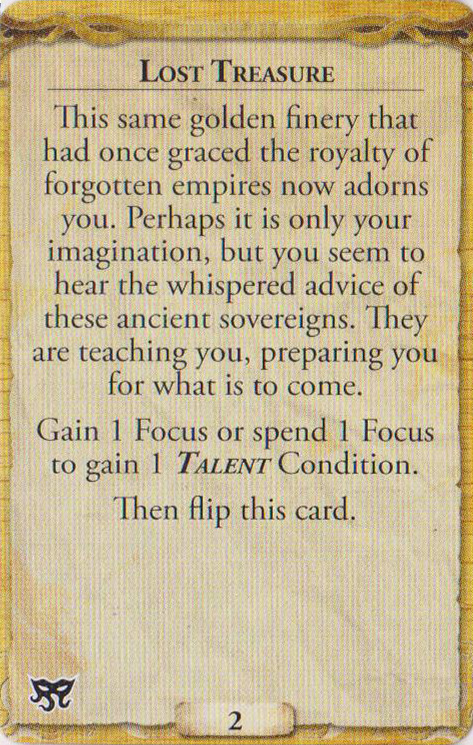 LOST TREASURE
This same golden finery that
had once graced the royalty of
forgotten empires now adorns
you. Perhaps it is only your
imagination, but you seem to
hear the whispered advice of
these ancient sovereigns. They
are teaching you, preparing you
for what is to come.
Gain 1 Focus or spend 1 Focus
to gain 1 TALENT Condition.
Then flip this card.
2